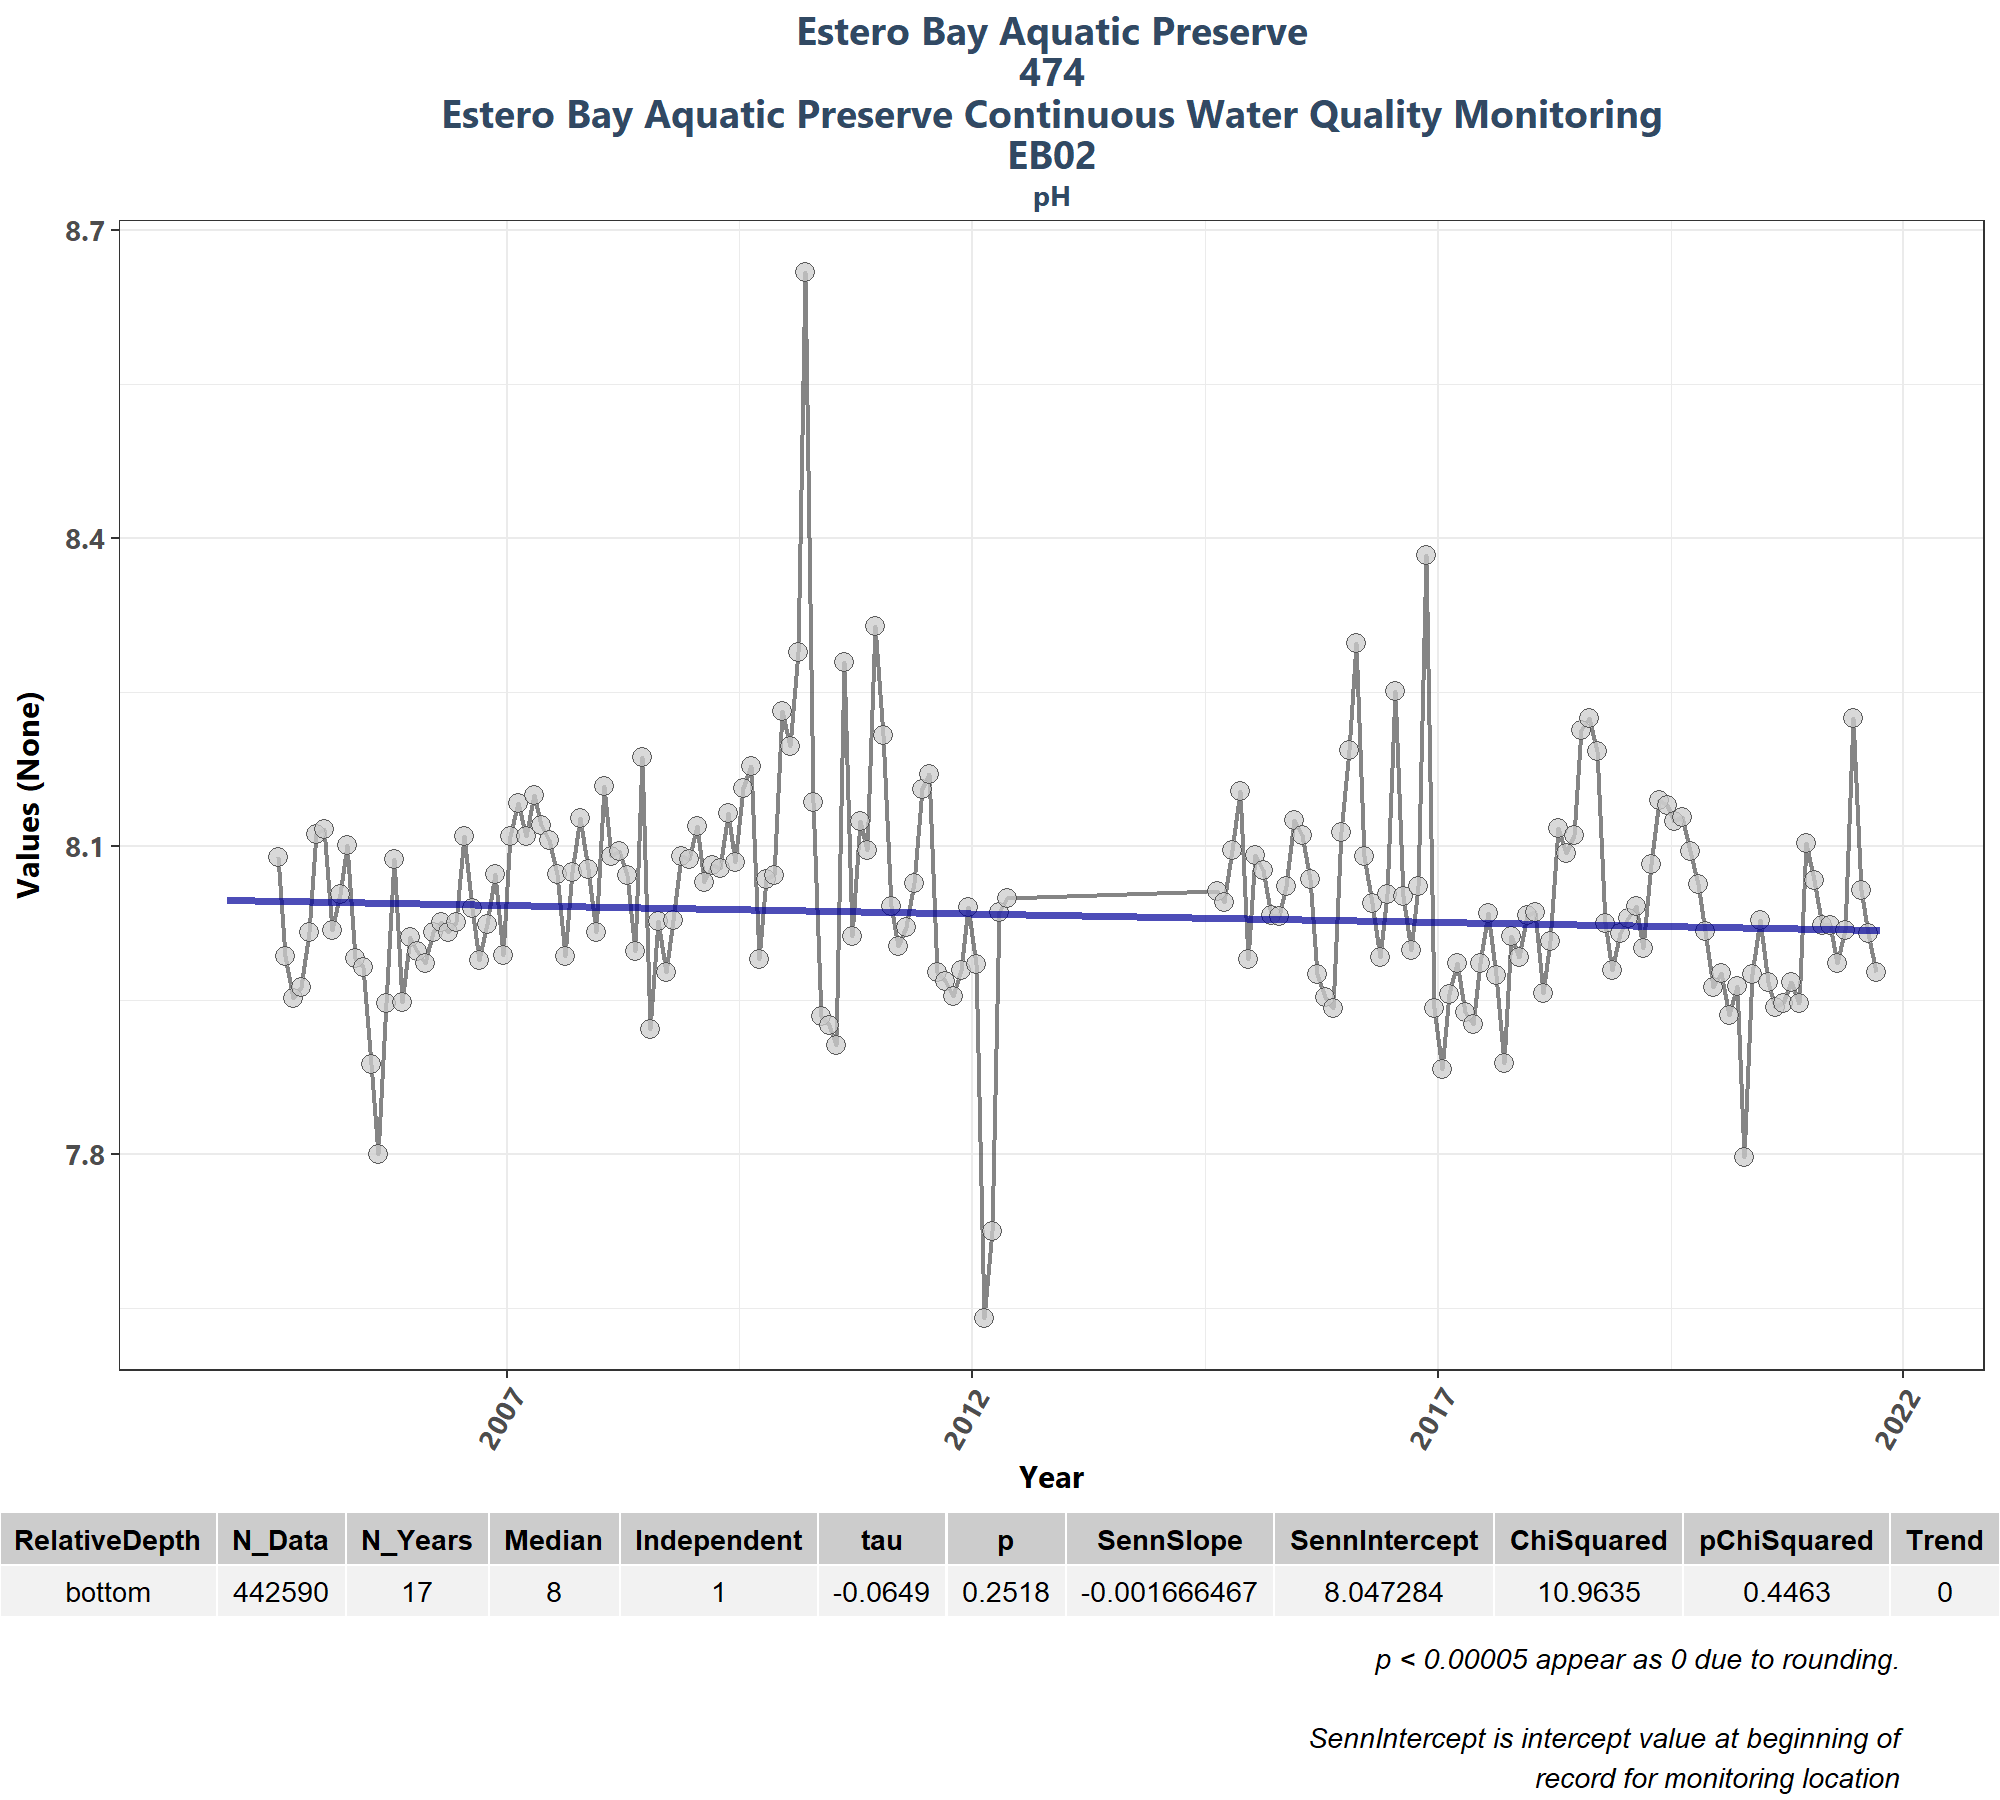 Estero Bay Aquatic Preserve
474
Estero Bay Aquatic Preserve Continuous Water Quality Monitoring
EB02
pH
8.7
8.4
8.1
7.8
Values (None)
2007 2012 2017 2022
Year
RelativeDepth N_Data N_Years Median Independent tau p SennSlope SennIntercept ChiSquared pChiSquared Trend
bottom 442590 17 8 1 -0.0649 0.2518 -0.001666467 8.047284 10.9635 0.4463 0
p < 0.00005 appear as 0 due to rounding.
SennIntercept is intercept value at beginning of
record for monitoring location